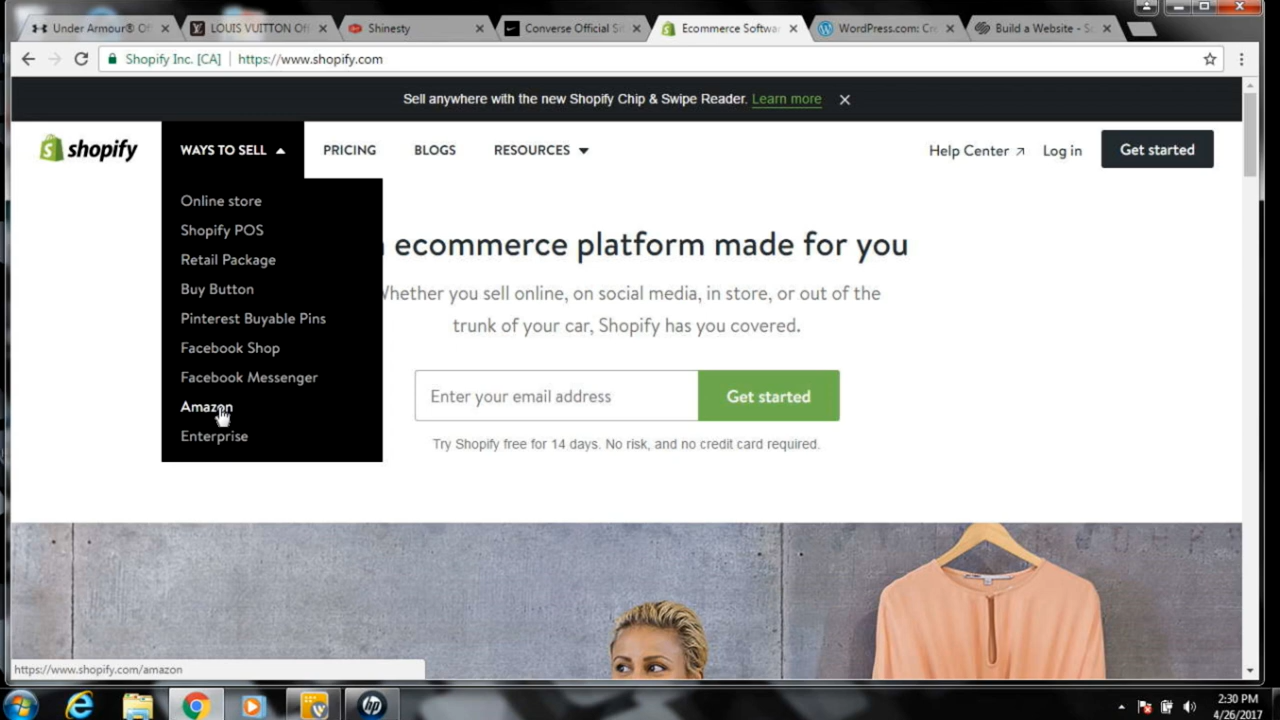 Under Armour® Of
LOUIS VUITTON Off
Shinesty
Converse Official Sit
Ecommerce Softwar
WordPress.com: Cre
Build a Website - Sq
Shopify Inc. [CA]
https://www.shopify.com
Sell anywhere with the new Shopify Chip & Swipe Reader. Learn more
shopify
WAYS TO SELL
PRICING
BLOGS
RESOURCES
Help Center
Log in
Get started
Online store
Shopify POS
Retail Package
Buy Button
Pinterest Buyable Pins
Facebook Shop
Facebook Messenger
Amazon
Enterprise
ecommerce platform made for you
Whether you sell online, on social media, in store, or out of the
trunk of your car, Shopify has you covered.
Enter your email address
Get started
Try Shopify free for 14 days. No risk, and no credit card required.
https://www.shopify.com/amazon
hp
2:30 PM
4/26/2017